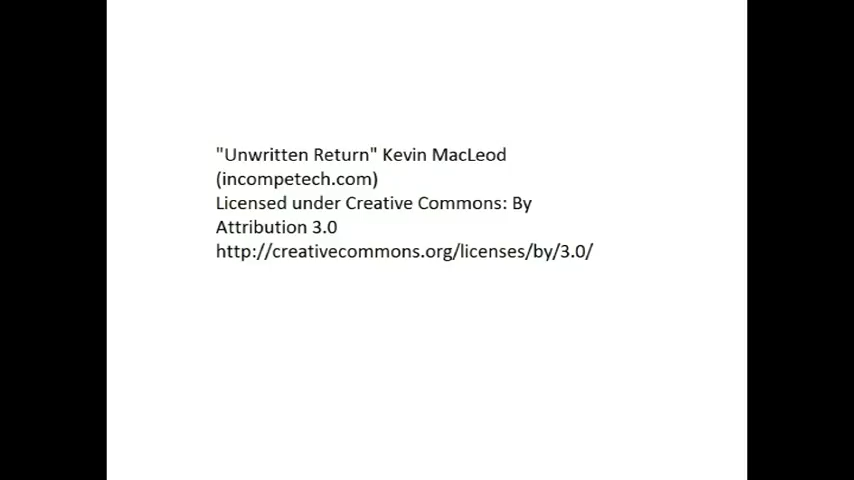 "Unwritten Return" Kevin MacLeod
(incompetech.com)
Licensed under Creative Commons: By
Attribution 3.0
http://creativecommons.org/licenses/by/3.0/